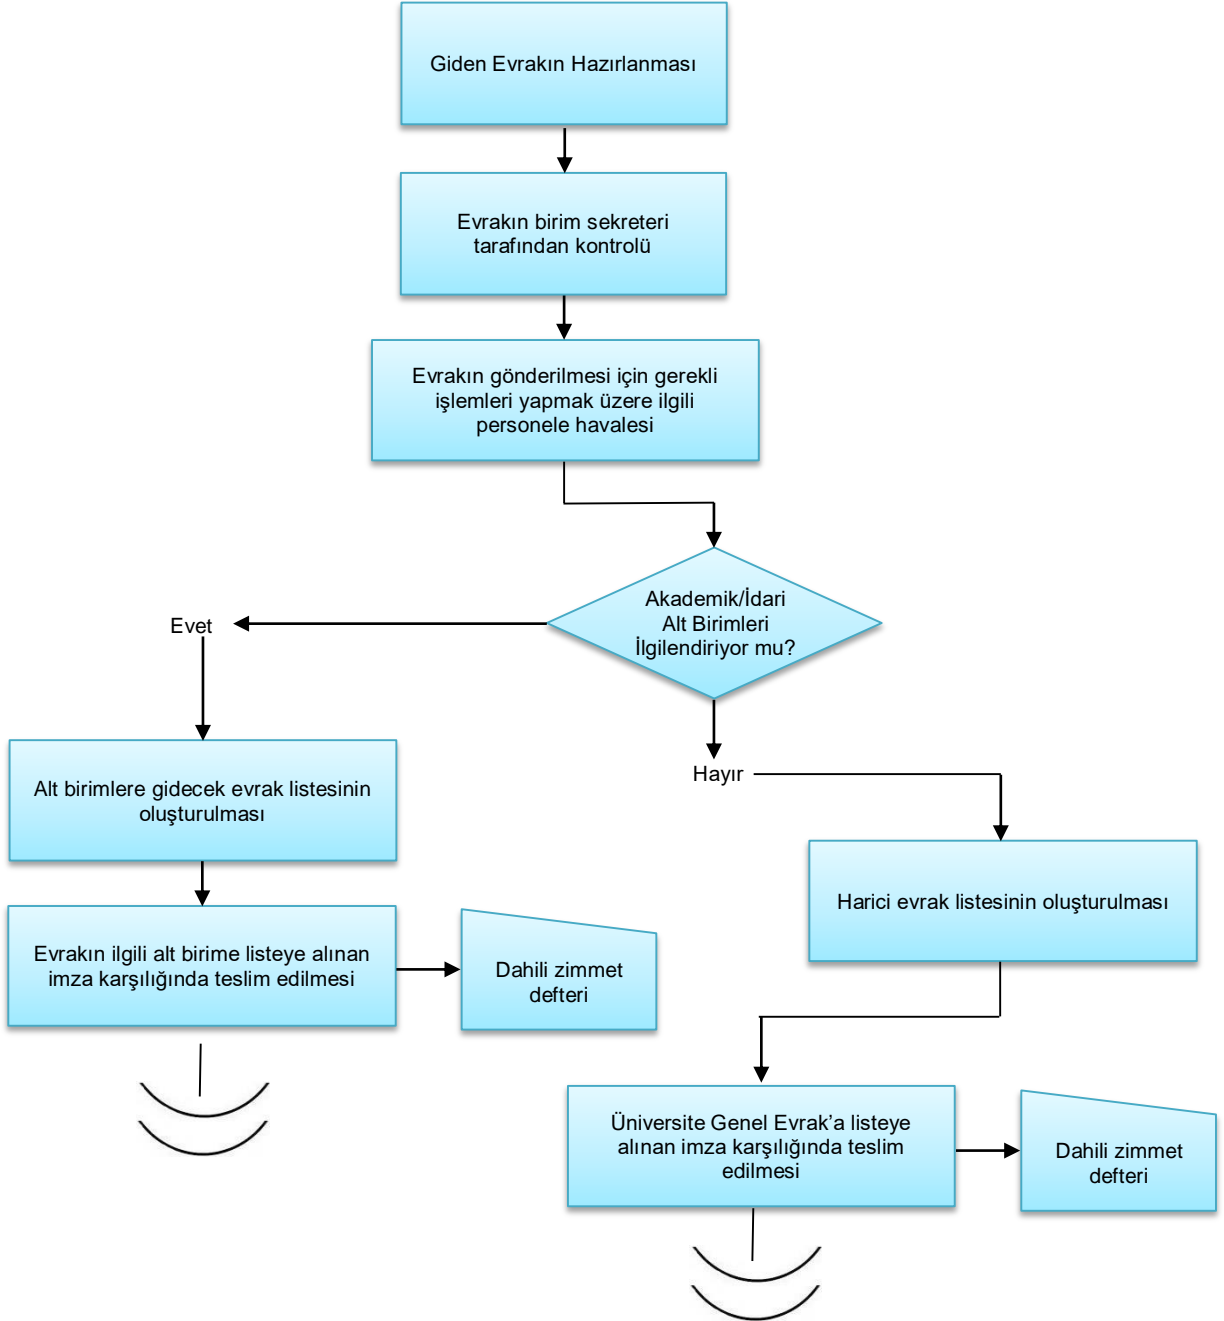 Giden Evrakın Hazırlanması
Evrakın birim sekreteri
tarafından kontrolü
Evrakın gönderilmesi için gerekli
işlemleri yapmak üzere ilgili
personele havalesi
Akademik/İdari
Alt Birimleri
İlgilendiriyor mu?
Evet
Hayır
Alt birimlere gidecek evrak listesinin
oluşturulması
Harici evrak listesinin oluşturulması
Evrakın ilgili alt birime listeye alınan
imza karşılığında teslim edilmesi
Dahili zimmet
defteri
Üniversite Genel Evrak’a listeye
alınan imza karşılığında teslim
edilmesi
Dahili zimmet
defteri